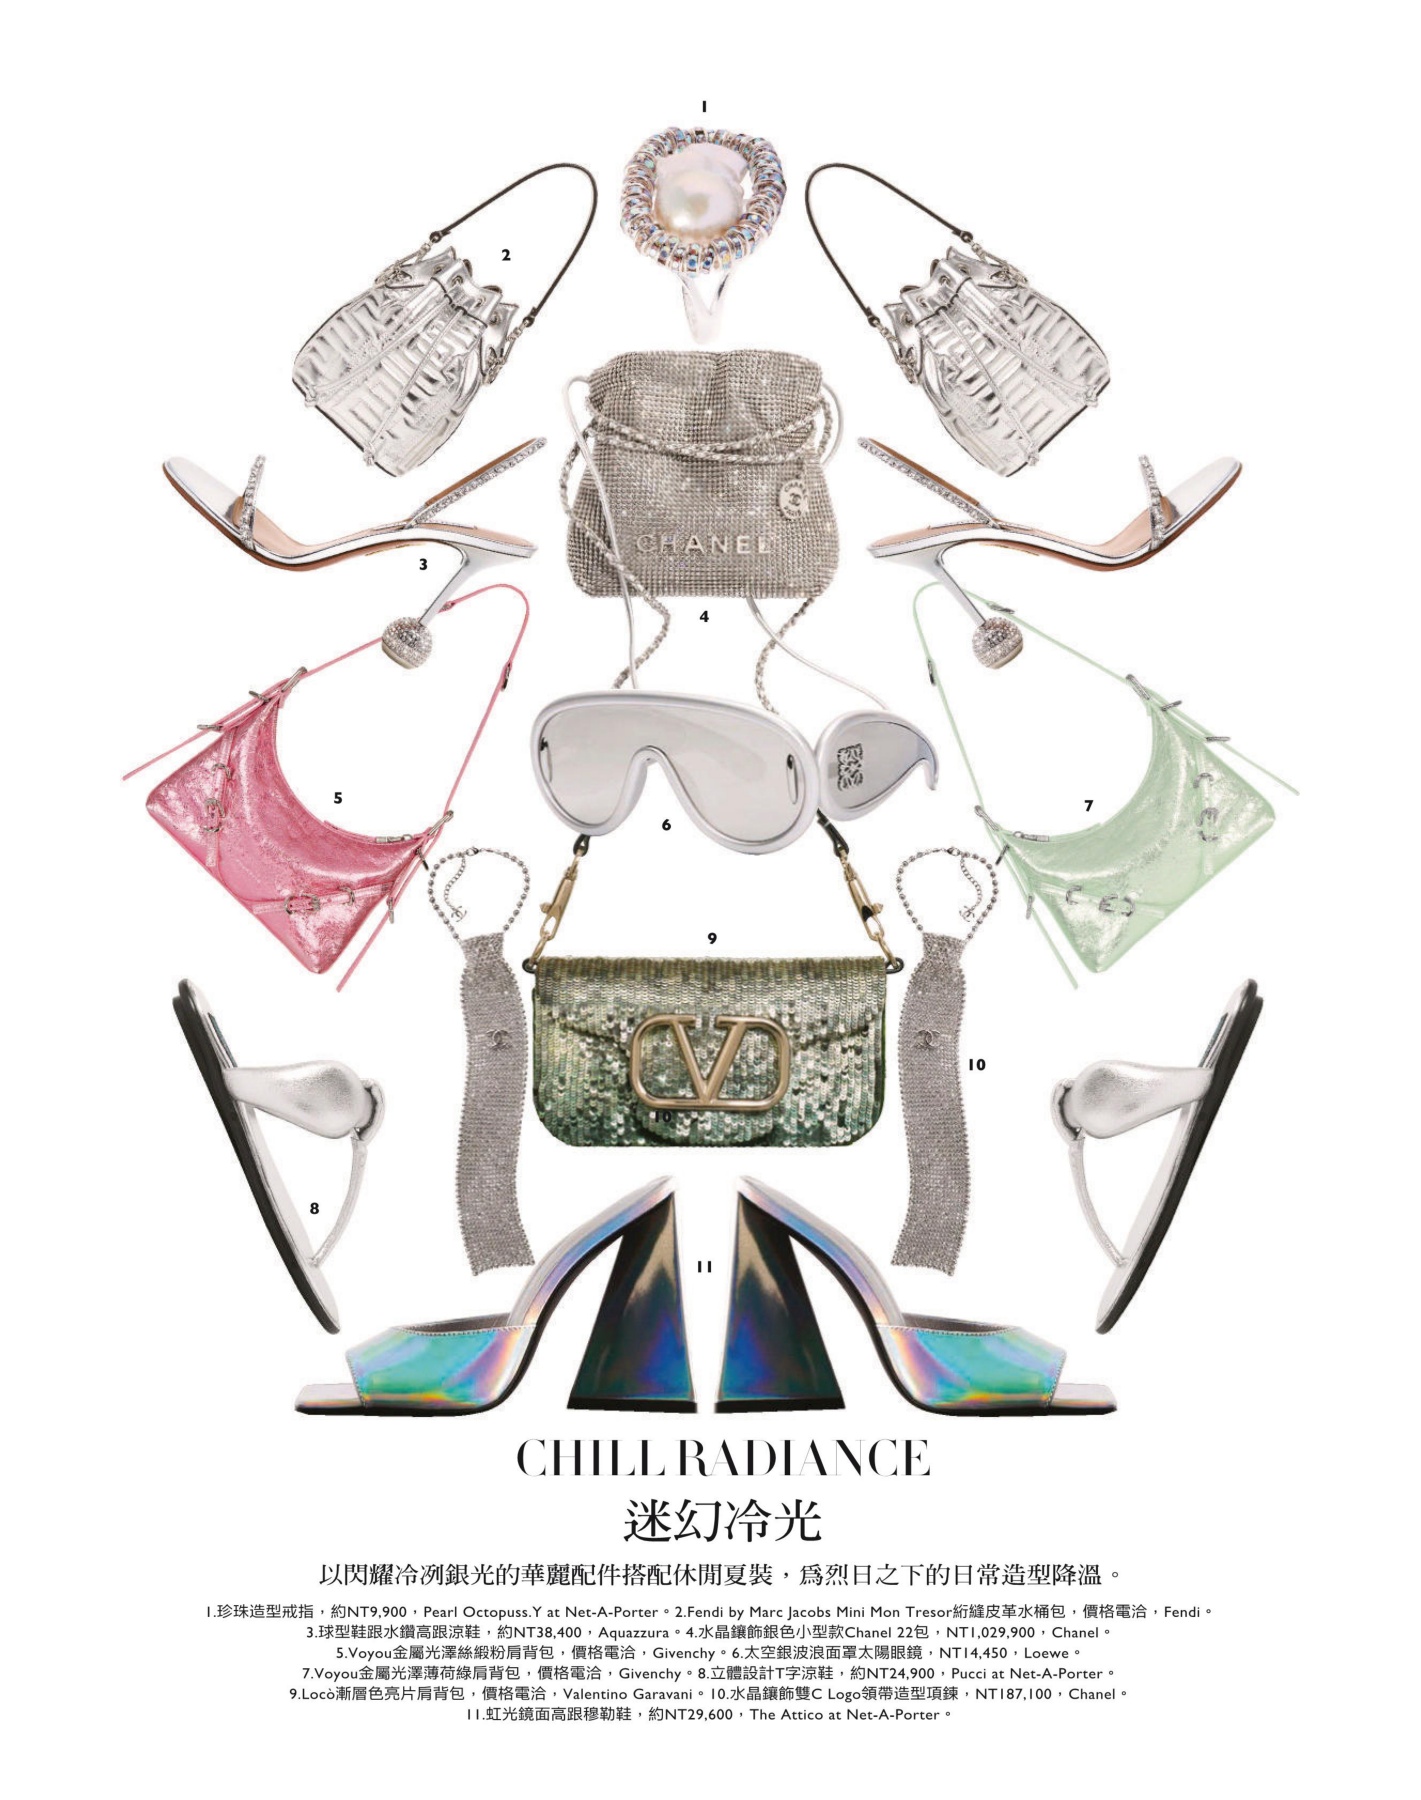 1
2
CHANEL
3
4
5
6
7
9
10
10
8
11
CHILL RADIANCE
迷幻冷光
以閃耀冷冽銀光的華麗配件搭配休閒夏裝，為烈日之下的日常造型降溫。
1.珍珠造型戒指，約NT9,900，Pearl Octopuss.Y at Net-A-Porter。2.Fendi by Marc Jacobs Mini Mon Tresor絎縫皮革水桶包，價格電洽，Fendi。
3.球型鞋跟水鑽高跟涼鞋，約NT38,400，Aquazzura。4.水晶鑲飾銀色小型款Chanel 22包，NT1,029,900，Chanel。
5.Voyou金屬光澤絲緞粉肩背包，價格電洽，Givenchy。6.太空銀波浪面罩太陽眼鏡，NT14,450，Loewe。
7.Voyou金屬光澤薄荷綠肩背包，價格電洽，Givenchy。8.立體設計T字涼鞋，約NT24,900，Pucci at Net-A-Porter。
9.Locò漸層色亮片肩背包，價格電洽，Valentino Garavani。10.水晶鑲飾雙C Logo領帶造型項鍊，NT187,100，Chanel。
11.虹光鏡面高跟穆勒鞋，約NT29,600，The Attico at Net-A-Porter。